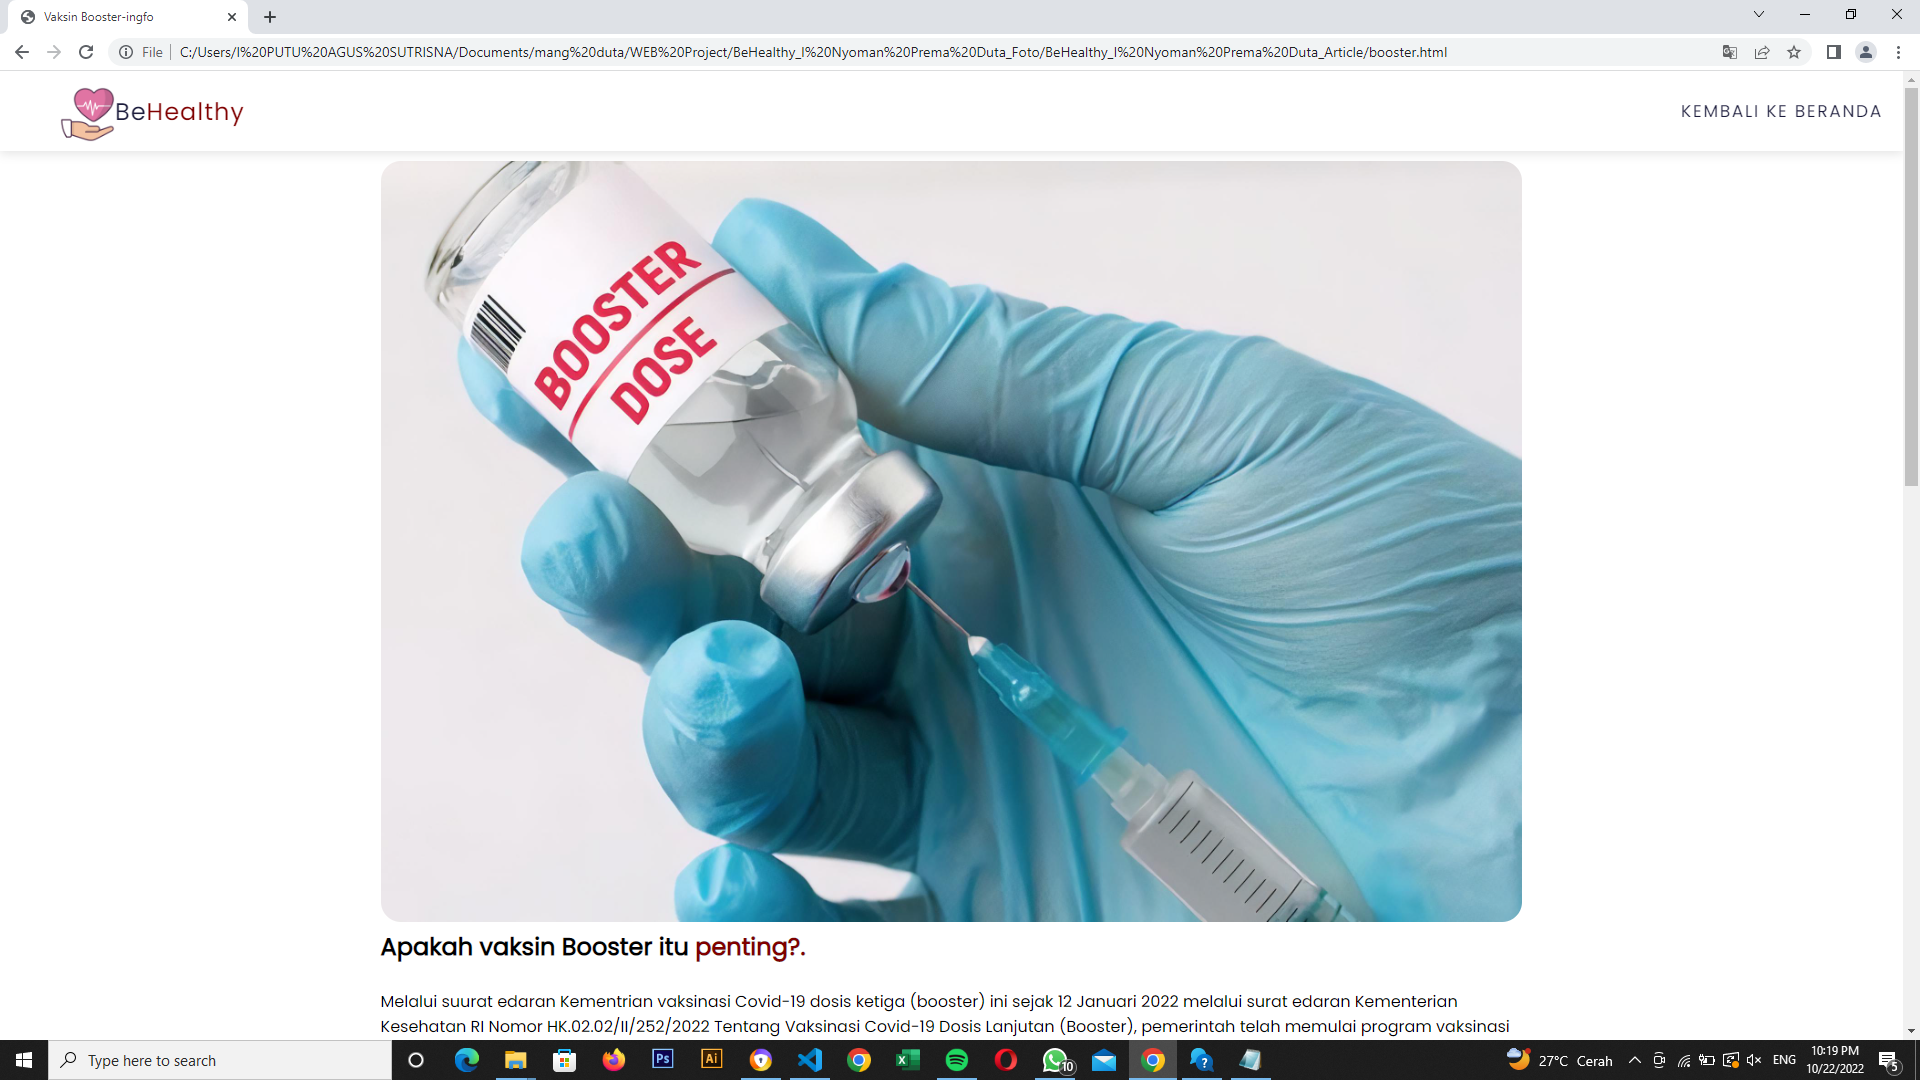 Vaksin Booster-ingfo
File
C:/Users/I%20PUTU%20AGUS%20SUTRISNA/Documents/mang%20duta/WEB%20Project/BeHealthy_I%20Nyoman%20Prema%20Duta_Foto/BeHealthy_I%20Nyoman%20Prema%20Duta_Article/booster.html
BeHealthy
KEMBALI KE BERANDA
BOOSTER
DOSE
Apakah vaksin Booster itu penting?.
Melalui suurat edaran Kementrian vaksinasi Covid-19 dosis ketiga (booster) ini sejak 12 Januari 2022 melalui surat edaran Kementerian
Kesehatan RI Nomor HK.02.02/II/252/2022 Tentang Vaksinasi Covid-19 Dosis Lanjutan (Booster), pemerintah telah memulai program vaksinasi
Type here to search
Ps
Ai
10
27°C Cerah
ENG
10:19 PM
10/22/2022
5